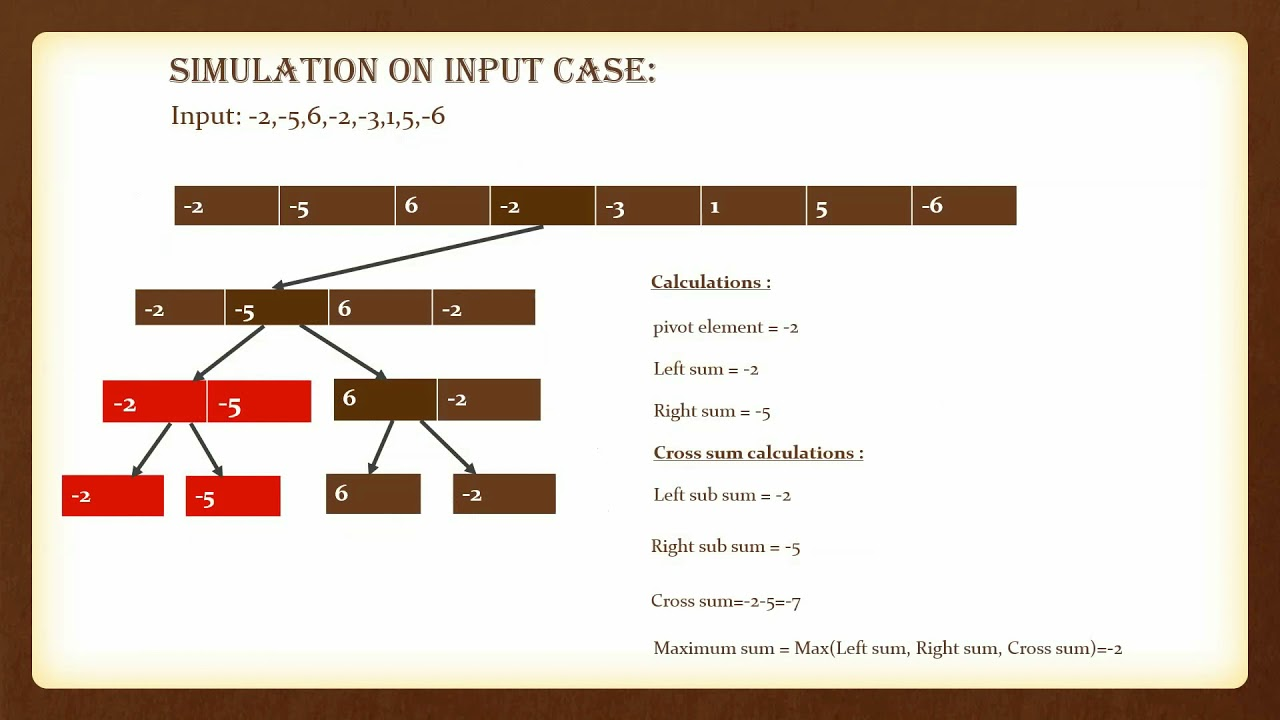 SIMULATION ON INPUT CASE:
Input: -2,-5,6,-2,-3,1,5,-6
-2 -5 6 -2 -3 1 5 -6
-2 -5 6 -2
-2 -5 6 -2
-2 -5 6 -2
Calculations :
pivot element = -2
Left sum = -2
Right sum = -5
Cross sum calculations :
Left sub sum = -2
Right sub sum = -5
Cross sum=-2-5=-7
Maximum sum = Max(Left sum, Right sum, Cross sum)=-2